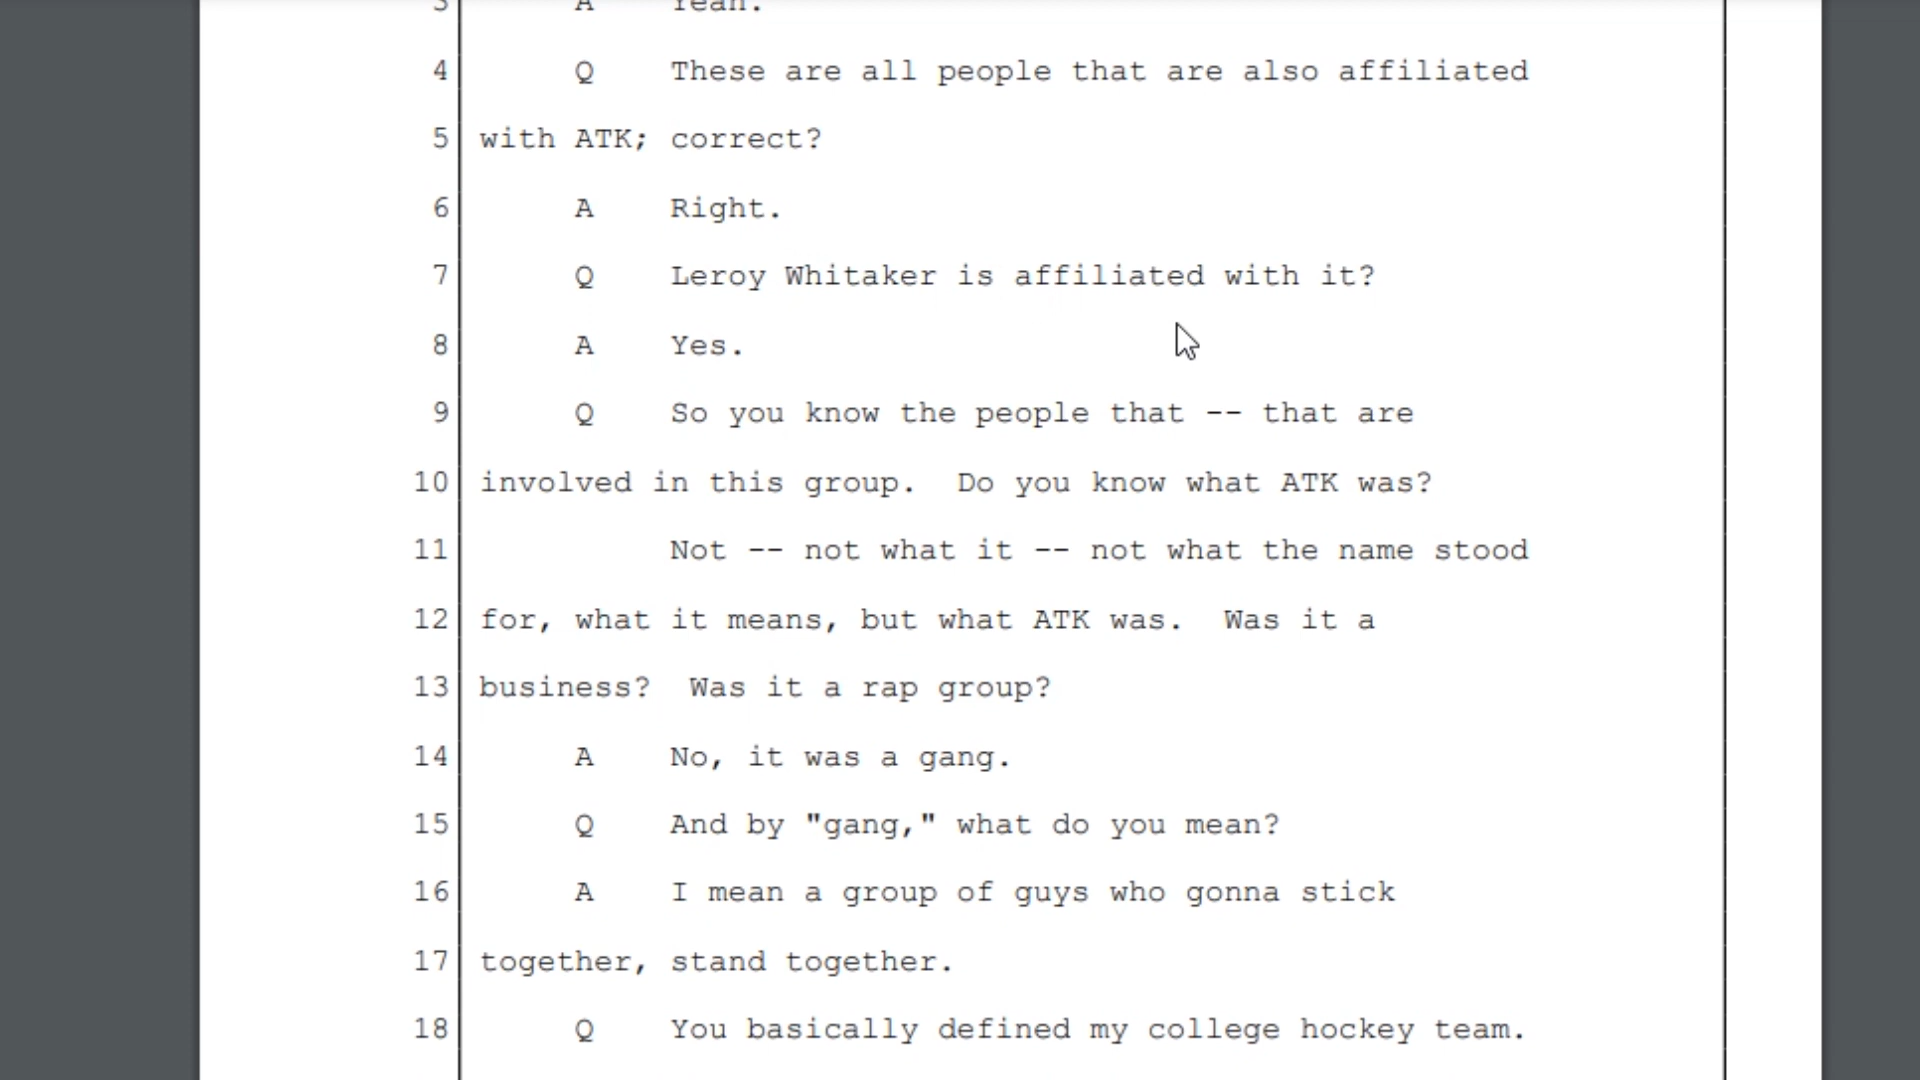 3 A Yeah.
4 Q These are all people that are also affiliated
5 with ATK; correct?
6 A Right.
7 Q Leroy Whitaker is affiliated with it?
8 A Yes.
9 Q So you know the people that -- that are
10 involved in this group. Do you know what ATK was?
11 Not -- not what it -- not what the name stood
12 for, what it means, but what ATK was. Was it a
13 business? Was it a rap group?
14 A No, it was a gang.
15 Q And by "gang," what do you mean?
16 A I mean a group of guys who gonna stick
17 together, stand together.
18 Q You basically defined my college hockey team.